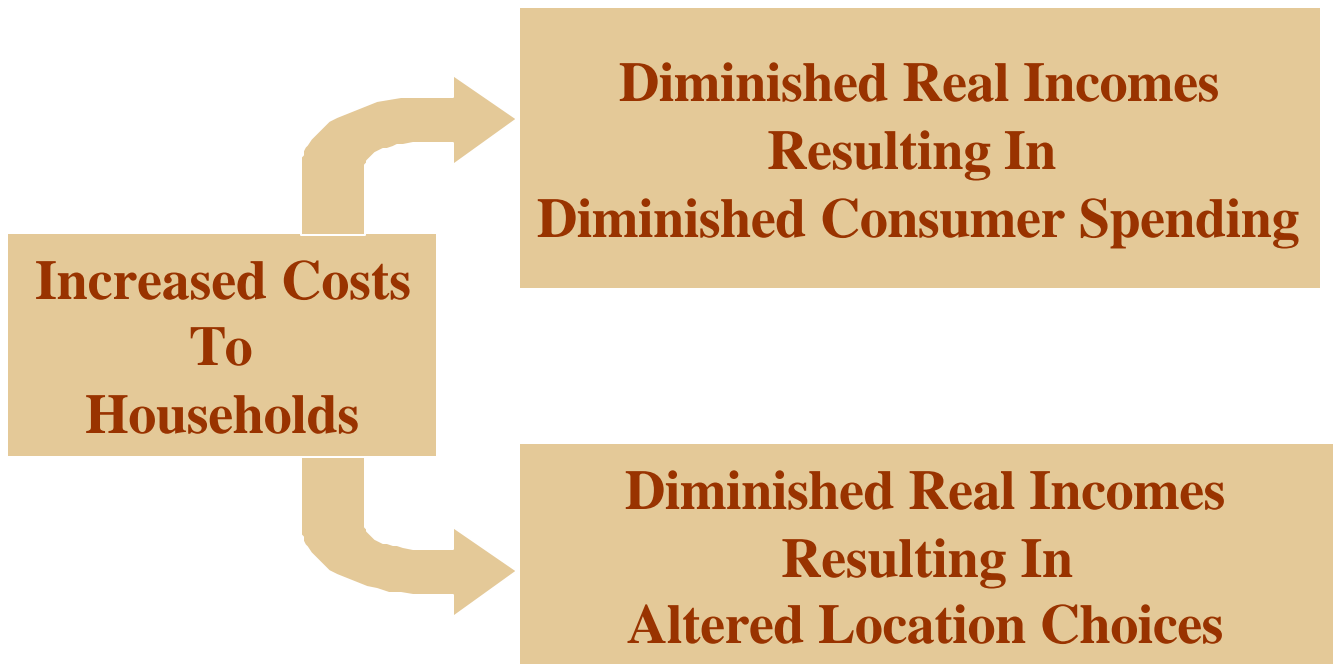 Diminished Real Incomes
Resulting In
Diminished Consumer Spending
Increased Costs
To
Households
Diminished Real Incomes
Resulting In
Altered Location Choices